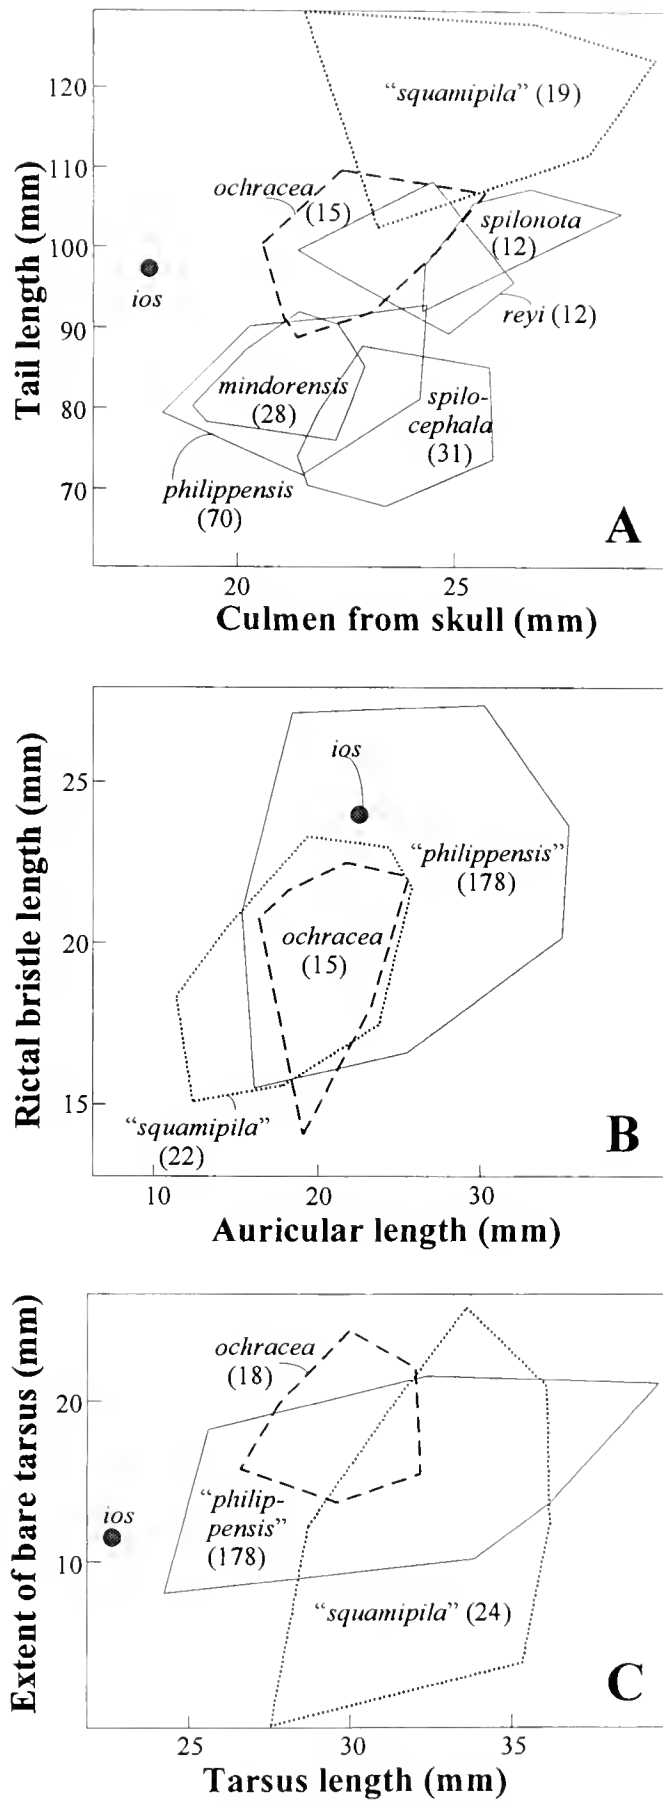 Tail length (mm)
120
110
100
90
80
70
"squamipila" (19)
ochracea
(15)
spilonota
(12)
ios
reyi (12)
mindorensis
(28)
spilo-
cephala
(31)
philippensis
(70)
A
20
25
Culmen from skull (mm)
Rictal bristle length (mm)
25
20
15
ios
"philippensis"
(178)
ochracea
(15)
"squamipila"
(22)
B
10
20
30
Auricular length (mm)
Extent of bare tarsus (mm)
20
10
ochracea
(18)
ios
"philip-
pensis"
(178)
"squamipila" (24)
C
25
30
35
Tarsus length (mm)